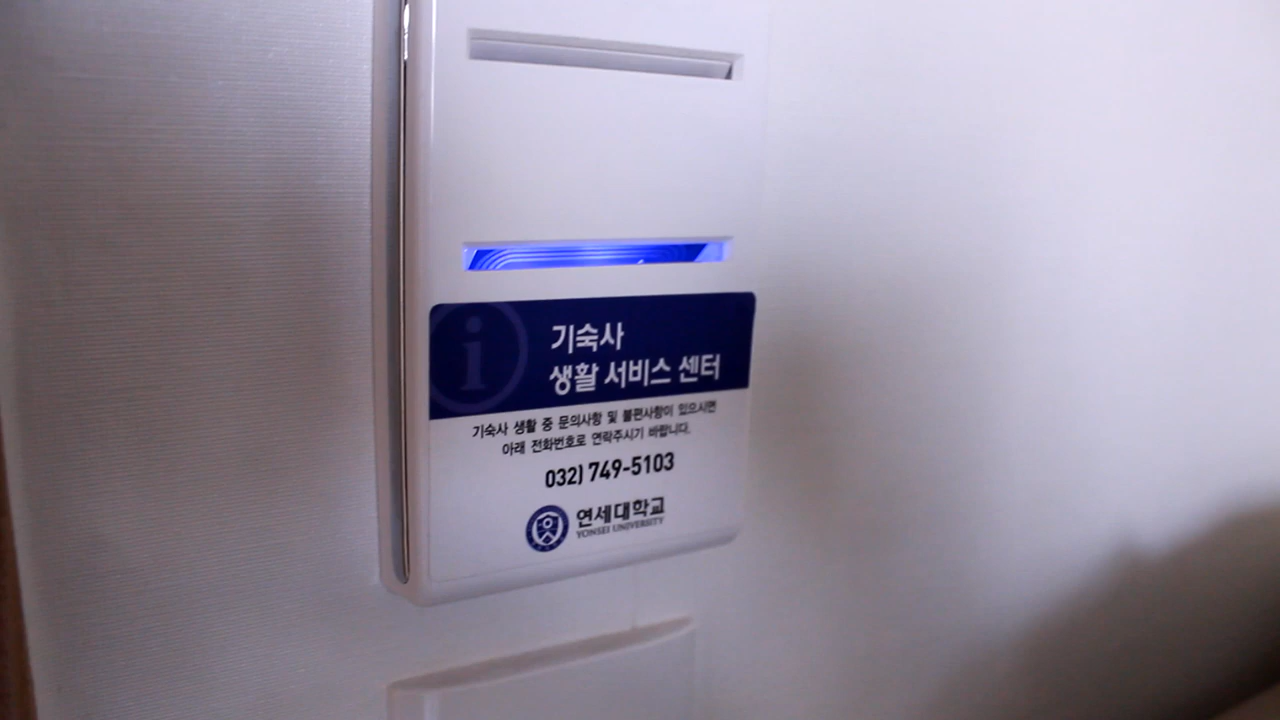 i
기숙사
생활 서비스 센터
기숙사 생활 중 문의사항 및 불편사항이 있으시면
아래 전화번호로 연락주시기 바랍니다.
032) 749-5103
연세대학교
YONSEI UNIVERSITY